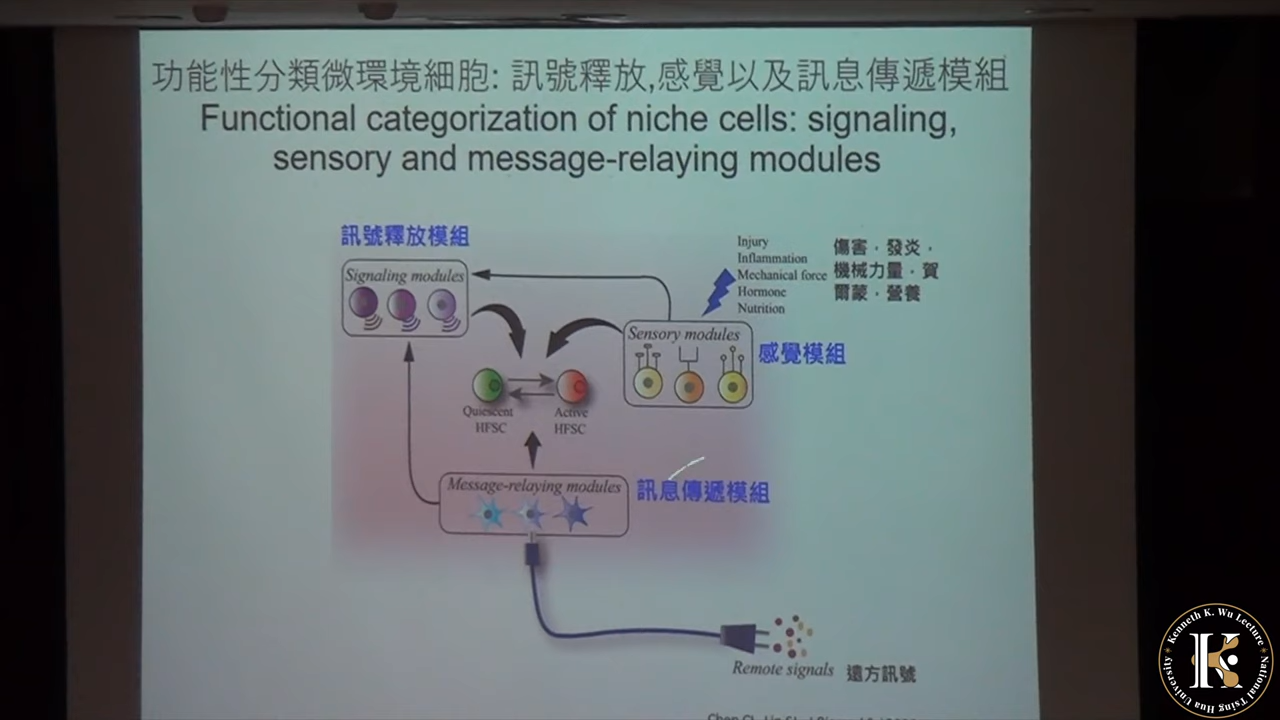 功能性分類微環境細胞: 訊號釋放,感覺以及訊息傳遞模組
Functional categorization of niche cells: signaling,
sensory and message-relaying modules
訊號釋放模組
Signaling modules
Injury
Inflammation
Mechanical force
Hormone
Nutrition
傷害，發炎，
機械力量，賀
爾蒙，營養
Sensory modules
感覺模組
Quiescent
HFSC
Active
HFSC
Message-relaying modules
訊息傳遞模組
Remote signals
遠方訊號
Kenneth K. Wu Lecture
National Tsing Hua University
K